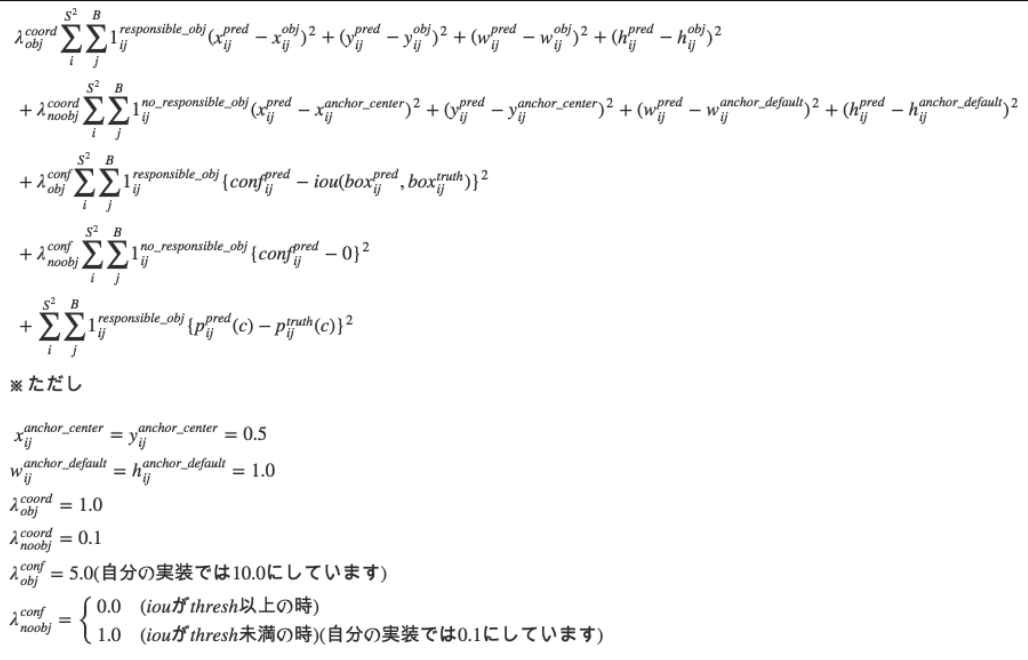 $\lambda_{obj}^{coord} \sum_{i}^{S^2} \sum_{j}^{B} 1_{ij}^{responsible\_obj} (x_{ij}^{pred} - x_{ij}^{obj})^2 + (y_{ij}^{pred} - y_{ij}^{obj})^2 + (w_{ij}^{pred} - w_{ij}^{obj})^2 + (h_{ij}^{pred} - h_{ij}^{obj})^2$
$+ \lambda_{noobj}^{coord} \sum_{i}^{S^2} \sum_{j}^{B} 1_{ij}^{no\_responsible\_obj} (x_{ij}^{pred} - x_{ij}^{anchor\_center})^2 + (y_{ij}^{pred} - y_{ij}^{anchor\_center})^2 + (w_{ij}^{pred} - w_{ij}^{anchor\_default})^2 + (h_{ij}^{pred} - h_{ij}^{anchor\_default})^2$
$+ \lambda_{obj}^{conf} \sum_{i}^{S^2} \sum_{j}^{B} 1_{ij}^{responsible\_obj} \{conf_{ij}^{pred} - iou(box_{ij}^{pred}, box_{ij}^{truth})\}^2$
$+ \lambda_{noobj}^{conf} \sum_{i}^{S^2} \sum_{j}^{B} 1_{ij}^{no\_responsible\_obj} \{conf_{ij}^{pred} - 0\}^2$
$+ \sum_{i}^{S^2} \sum_{j}^{B} 1_{ij}^{responsible\_obj} \{p_{ij}^{pred}(c) - p_{ij}^{truth}(c)\}^2$
※ただし
$x_{ij}^{anchor\_center} = y_{ij}^{anchor\_center} = 0.5$
$w_{ij}^{anchor\_default} = h_{ij}^{anchor\_default} = 1.0$
$\lambda_{obj}^{coord} = 1.0$
$\lambda_{noobj}^{coord} = 0.1$
$\lambda_{obj}^{conf} = 5.0$(自分の実装では10.0にしています)
$\lambda_{noobj}^{conf} =$ { 0.0 (iouがthresh以上の時)
1.0 (iouがthresh未満の時)(自分の実装では0.1にしています)